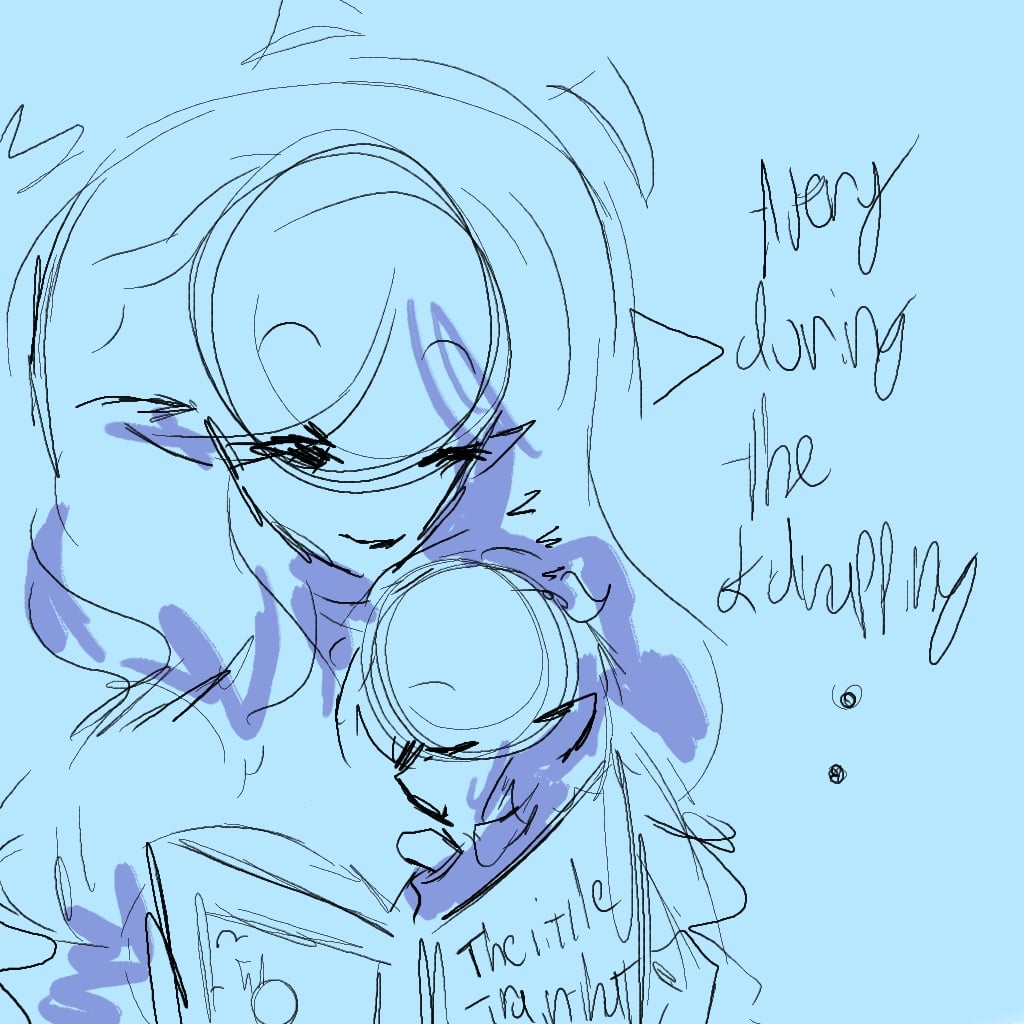 Avery
during
the
kidnapping
:
The little